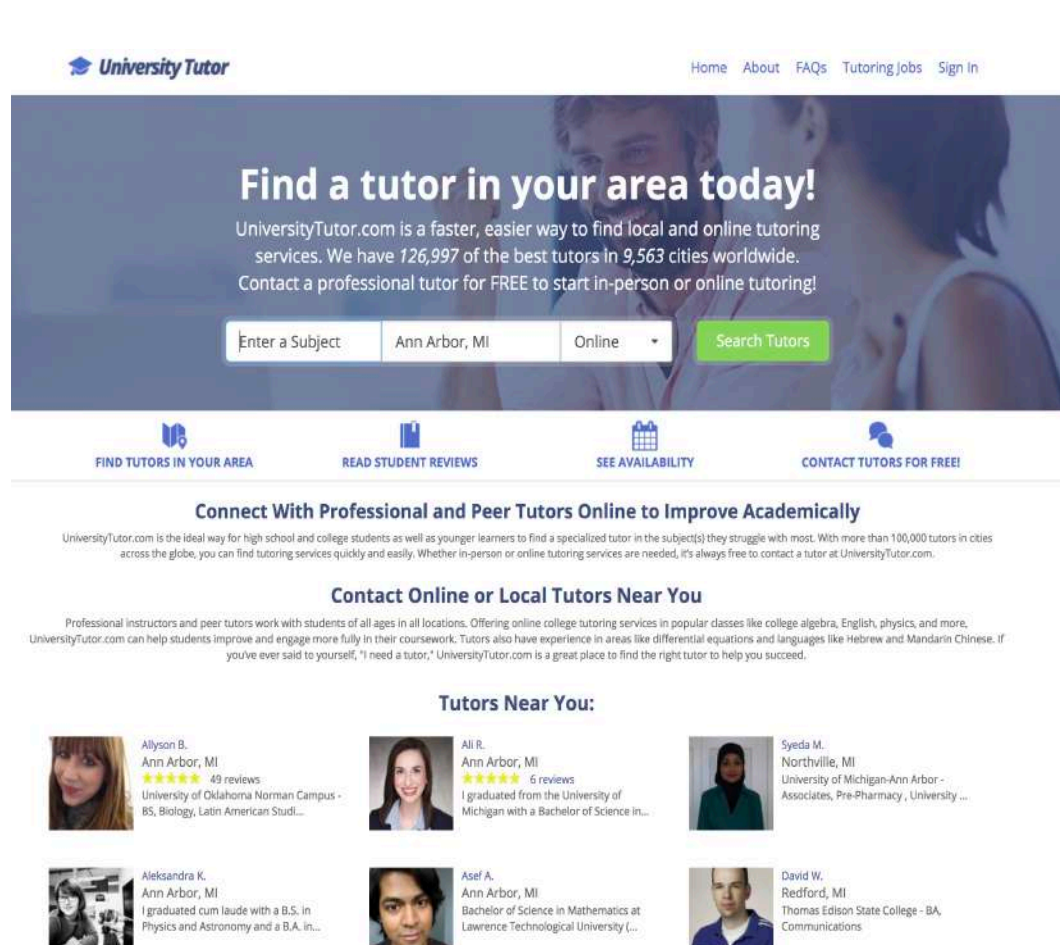 University Tutor
Home About FAQs Tutoring Jobs Sign In
Find a tutor in your area today!
UniversityTutor.com is a faster, easier way to find local and online tutoring
services. We have 126,997 of the best tutors in 9,563 cities worldwide.
Contact a professional tutor for FREE to start in-person or online tutoring!
Enter a Subject Ann Arbor, MI Online Search Tutors
FIND TUTORS IN YOUR AREA READ STUDENT REVIEWS SEE AVAILABILITY CONTACT TUTORS FOR FREE!
Connect With Professional and Peer Tutors Online to Improve Academically
UniversityTutor.com is the ideal way for high school and college students as well as younger learners to find a specialized tutor in the subject(s) they struggle with most. With more than 100,000 tutors in cities
across the globe, you can find tutoring services quickly and easily. Whether in-person or online tutoring services are needed, it's always free to contact a tutor at UniversityTutor.com.
Contact Online or Local Tutors Near You
Professional instructors and peer tutors work with students of all ages in all locations. Offering online college tutoring services in popular classes like college algebra, English, physics, and more,
UniversityTutor.com can help students improve and engage more fully in their coursework. Tutors also have experience in areas like differential equations and languages like Hebrew and Mandarin Chinese. If
you've ever said to yourself, "I need a tutor," UniversityTutor.com is a great place to find the right tutor to help you succeed.
Tutors Near You:
Allyson B.
Ann Arbor, MI
49 reviews
University of Oklahoma Norman Campus -
BS, Biology, Latin American Studi...
Ali R.
Ann Arbor, MI
6 reviews
I graduated from the University of
Michigan with a Bachelor of Science in...
Syeda M.
Northville, MI
University of Michigan-Ann Arbor -
Associates, Pre-Pharmacy , University ...
Aleksandra K.
Ann Arbor, MI
I graduated cum laude with a B.S. in
Physics and Astronomy and a B.A. in...
Asef A.
Ann Arbor, MI
Bachelor of Science in Mathematics at
Lawrence Technological University (...
David W.
Redford, MI
Thomas Edison State College - BA,
Communications